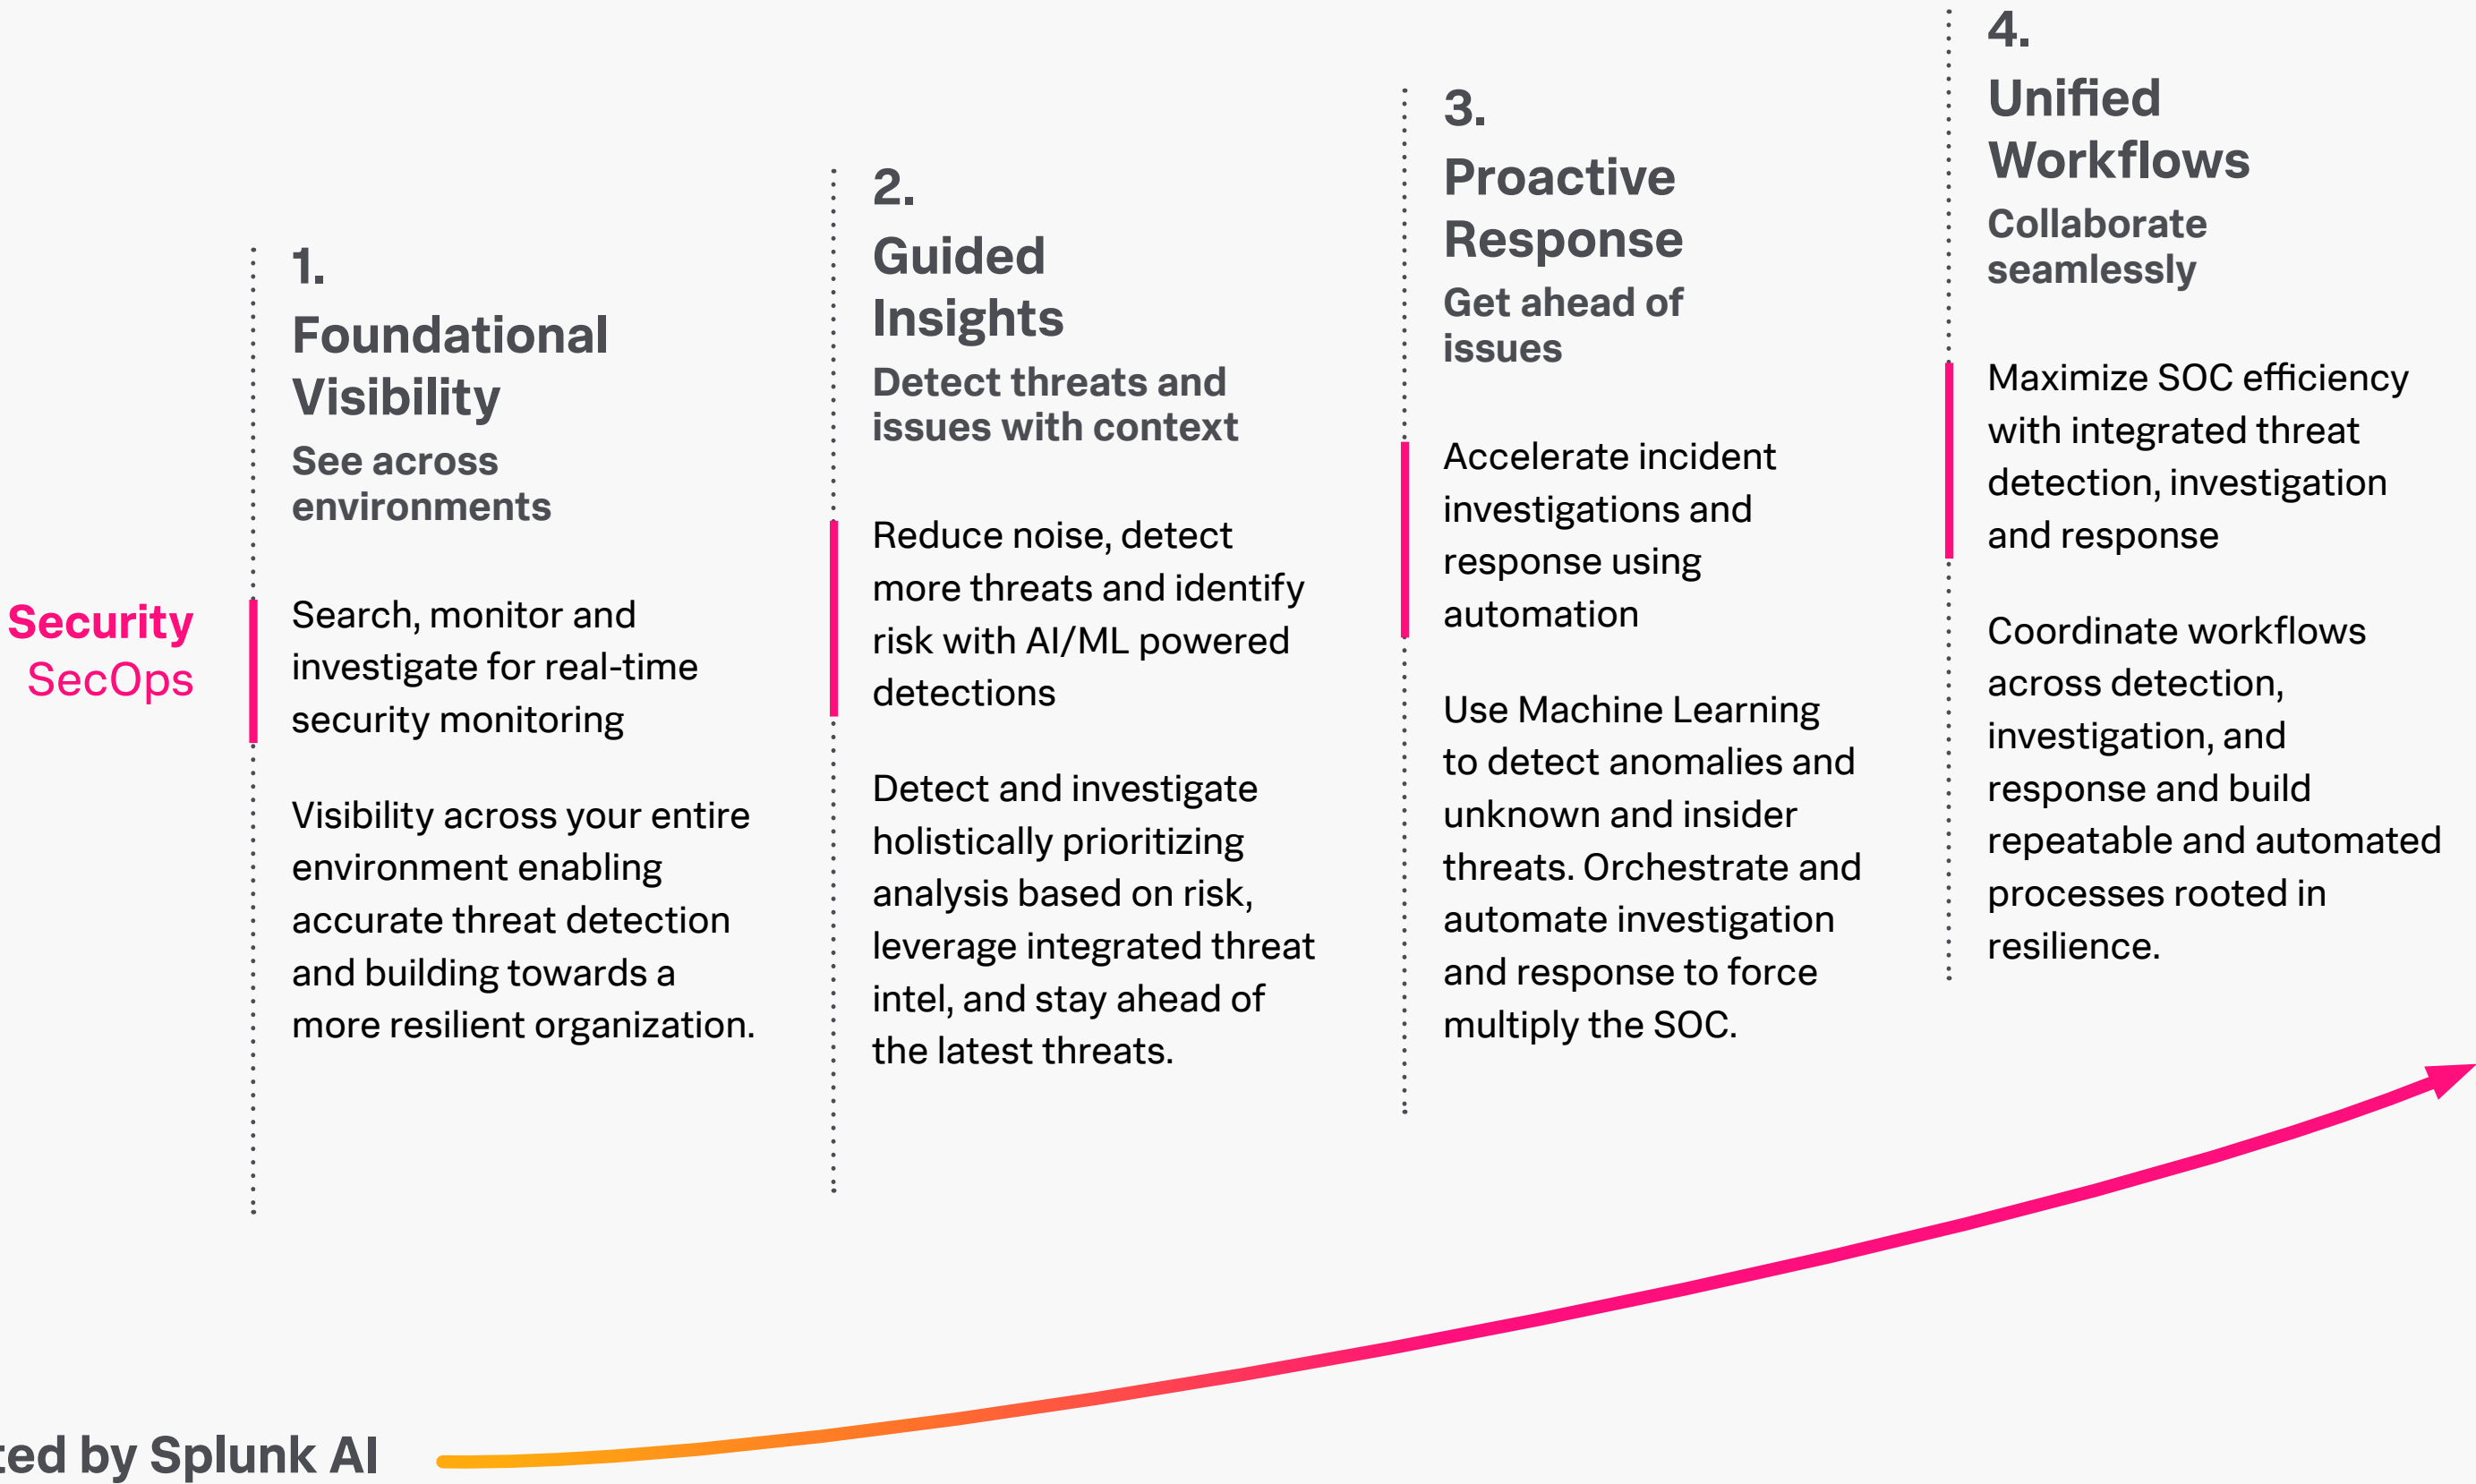 Security
SecOps
1.
Foundational
Visibility
See across
environments
Search, monitor and
investigate for real-time
security monitoring
Visibility across your entire
environment enabling
accurate threat detection
and building towards a
more resilient organization.
2.
Guided
Insights
Detect threats and
issues with context
Reduce noise, detect
more threats and identify
risk with AI/ML powered
detections
Detect and investigate
holistically prioritizing
analysis based on risk,
leverage integrated threat
intel, and stay ahead of
the latest threats.
3.
Proactive
Response
Get ahead of
issues
Accelerate incident
investigations and
response using
automation
Use Machine Learning
to detect anomalies and
unknown and insider
threats. Orchestrate and
automate investigation
and response to force
multiply the SOC.
4.
Unified
Workflows
Collaborate
seamlessly
Maximize SOC efficiency
with integrated threat
detection, investigation
and response
Coordinate workflows
across detection,
investigation, and
response and build
repeatable and automated
processes rooted in
resilience.
by Splunk AI